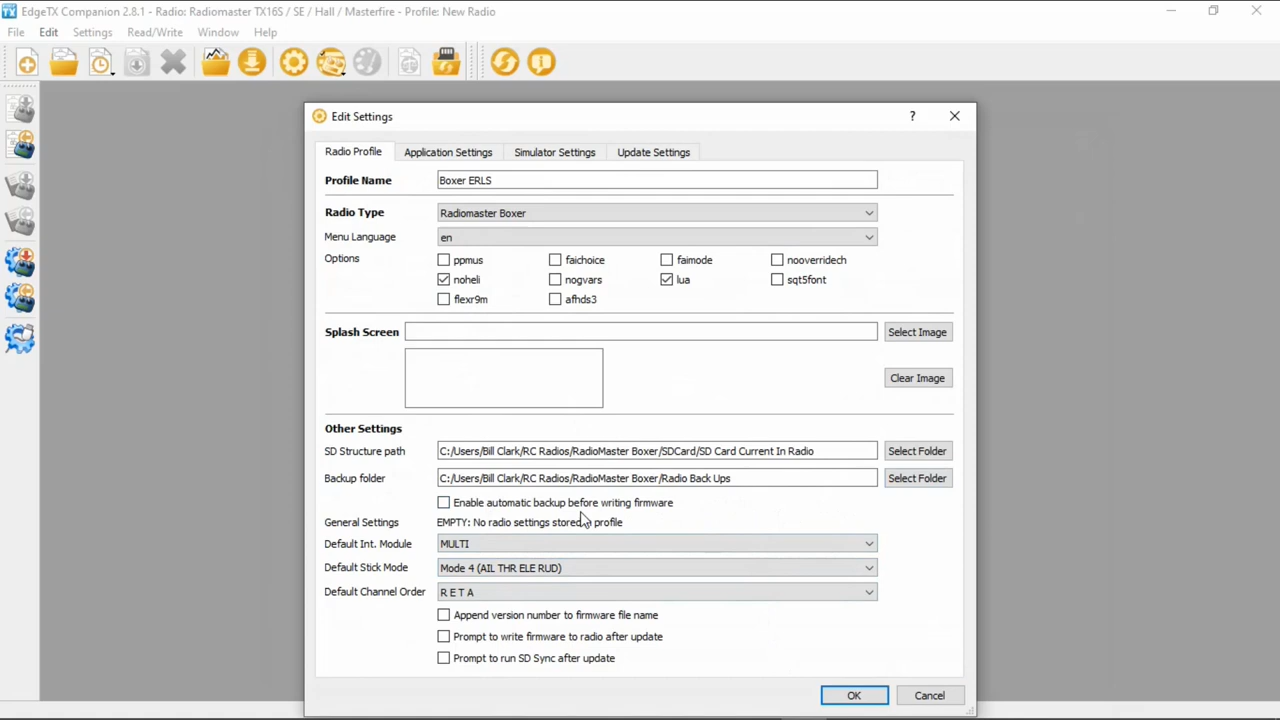 EdgeTX Companion 2.8.1 - Radio: Radiomaster TX16S / SE / Hall / Masterfire - Profile: New Radio
File Edit Settings Read/Write Window Help
Edit Settings
Radio Profile Application Settings Simulator Settings Update Settings
Profile Name Boxer ERLS
Radio Type Radiomaster Boxer
Menu Language en
Options ppmus faichoice faimode nooverridech
noheli nogvars lua sqt5font
flexr9m afhds3
Splash Screen Select Image
Clear Image
Other Settings
SD Structure path C:/Users/Bill Clark/RC Radios/RadioMaster Boxer/SDCard/SD Card Current In Radio Select Folder
Backup folder C:/Users/Bill Clark/RC Radios/RadioMaster Boxer/Radio Back Ups Select Folder
Enable automatic backup before writing firmware
General Settings EMPTY: No radio settings stored in profile
Default Int. Module MULTI
Default Stick Mode Mode 4 (AIL THR ELE RUD)
Default Channel Order R E T A
Append version number to firmware file name
Prompt to write firmware to radio after update
Prompt to run SD Sync after update
OK Cancel